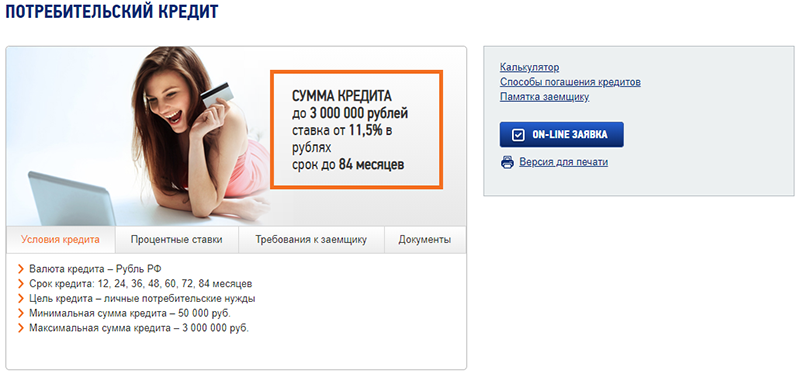 ПОТРЕБИТЕЛЬСКИЙ КРЕДИТ
СУММА КРЕДИТА
до 3 000 000 рублей
ставка от 11,5% в
рублях
срок до 84 месяцев
Условия кредита
Процентные ставки
Требования к заемщику
Документы
Валюта кредита – Рубль РФ
Срок кредита: 12, 24, 36, 48, 60, 72, 84 месяцев
Цель кредита – личные потребительские нужды
Минимальная сумма кредита – 50 000 руб.
Максимальная сумма кредита – 3 000 000 руб.
Калькулятор
Способы погашения кредитов
Памятка заемщику
ON-LINE ЗАЯВКА
Версия для печати